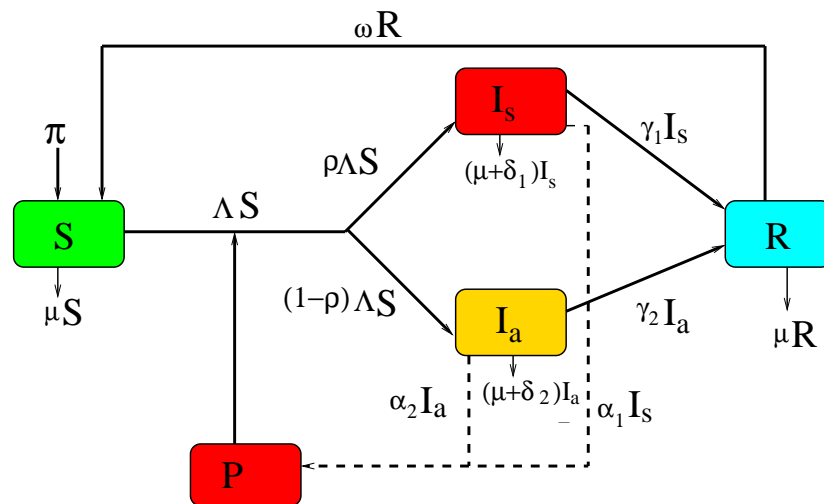 ωR
π
I_s
γ₁I_s
ρΛS
(μ+δ₁)I_s
ΛS
S
R
(1−ρ)ΛS
μS
I_a
γ₂I_a
μR
α₂I_a
(μ+δ₂)I_a
α₁I_s
P